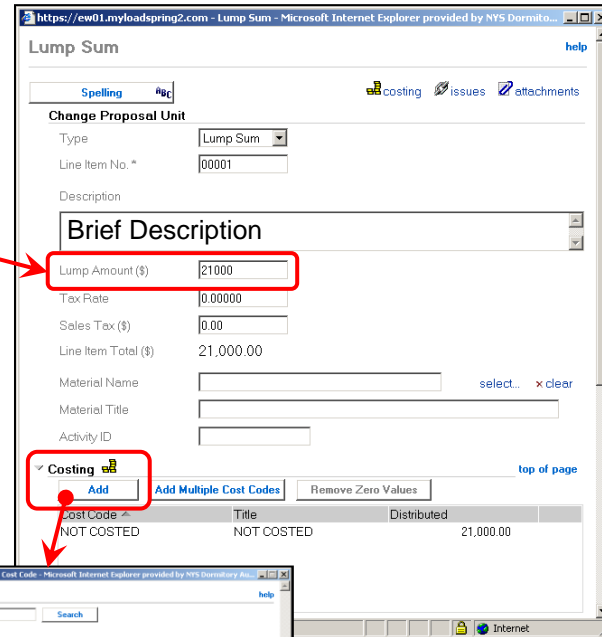 https://ew01.myloadspring2.com - Lump Sum - Microsoft Internet Explorer provided by NYS Dormito...
Lump Sum help
Spelling ABC costing issues attachments
Change Proposal Unit
Type Lump Sum
Line Item No. * 00001
Description
Brief Description
Lump Amount ($) 21000
Tax Rate 0.00000
Sales Tax ($) 0.00
Line Item Total ($) 21,000.00
Material Name select... × clear
Material Title
Activity ID
Costing top of page
Add Add Multiple Cost Codes Remove Zero Values
Cost Code Title Distributed
NOT COSTED NOT COSTED 21,000.00
Cost Code - Microsoft Internet Explorer provided by NYS Dormitory Au...
help
Search
Internet